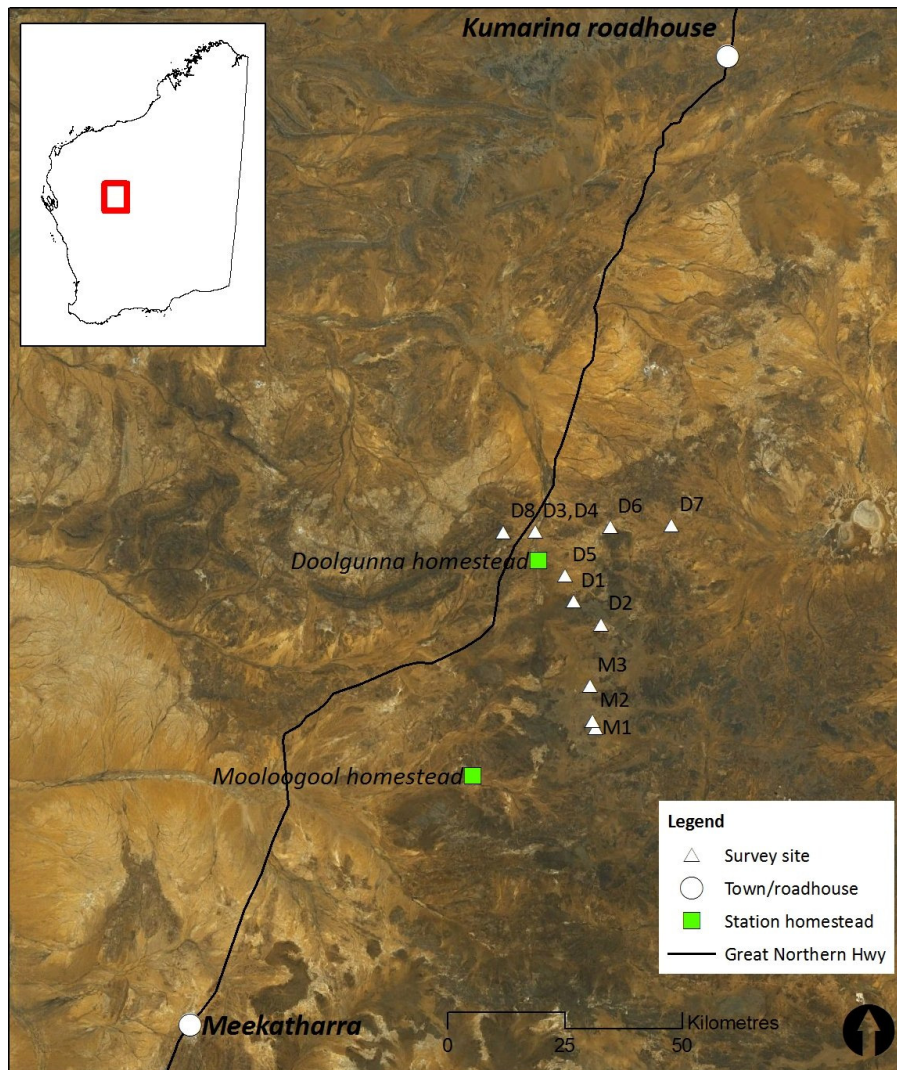 Kumarina roadhouse
D8 D3,D4 D6 D7
Doolgunna homestead
D5
D1
D2
M3
M2
M1
Mooloogool homestead
Legend
Survey site
Town/roadhouse
Station homestead
Great Northern Hwy
Meekatharra
Kilometres
0 25 50